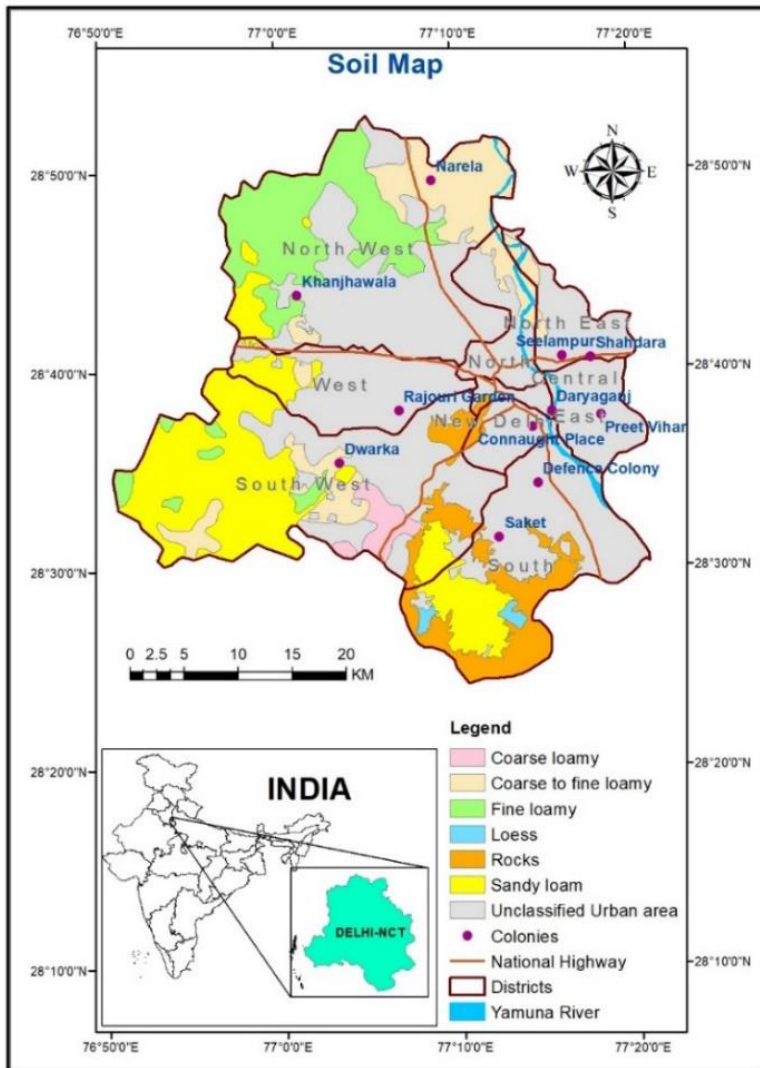 76°50'0"E 77°0'0"E 77°10'0"E 77°20'0"E
Soil Map
N
W E
S
28°50'0"N 28°50'0"N
Narela
North West
Khanjhawala
North East
Seelampur Shahdara
28°40'0"N 28°40'0"N
North
Central
West
Rajouri Garden
Daryaganj
New Delhi
East
Preet Vihar
Connaught Place
Dwarka
Defence Colony
South West
Saket
South
28°30'0"N 28°30'0"N
0 2.5 5 10 15 20
KM
Legend
Coarse loamy
Coarse to fine loamy
Fine loamy
Loess
Rocks
Sandy loam
Unclassified Urban area
Colonies
National Highway
Districts
Yamuna River
28°20'0"N 28°20'0"N
INDIA
DELHI-NCT
28°10'0"N 28°10'0"N
76°50'0"E 77°0'0"E 77°10'0"E 77°20'0"E